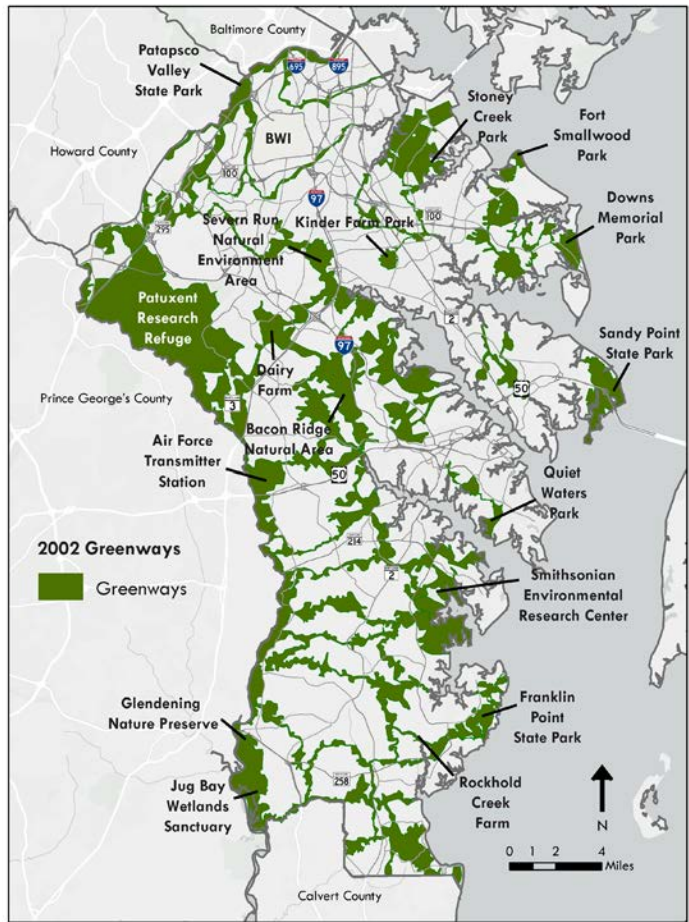 Baltimore County
Patapsco
Valley
State Park
695
895
Stoney
Creek
Park
Fort
Smallwood
Park
BWI
Howard County
100
97
295
Severn Run
Natural
Environment
Area
Kinder Farm Park
100
Downs
Memorial
Park
Patuxent
Research
Refuge
2
97
Sandy Point
State Park
Dairy
Farm
50
Prince George's County
3
Bacon Ridge
Natural Area
Air Force
Transmitter
Station
50
Quiet
Waters
Park
2002 Greenways
Greenways
214
2
Smithsonian
Environmental
Research Center
Glendening
Nature Preserve
Franklin
Point
State Park
Jug Bay
Wetlands
Sanctuary
258
Rockhold
Creek
Farm
N
0 1 2 4
Miles
Calvert County